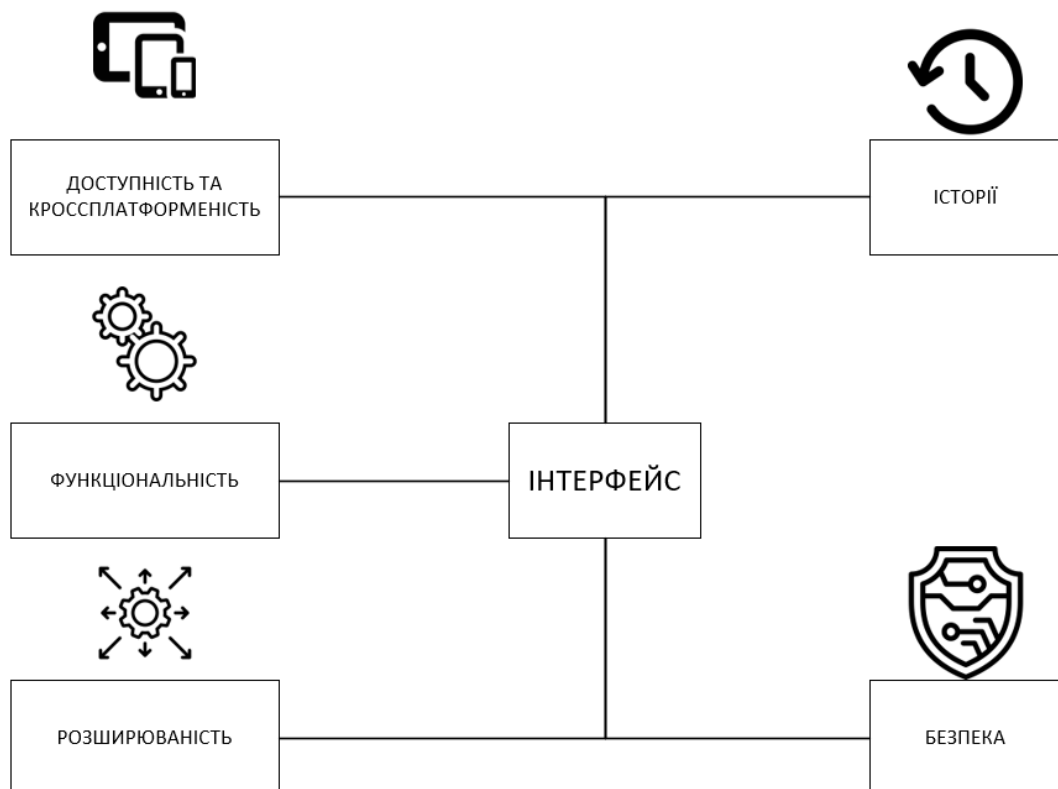 ДОСТУПНІСТЬ ТА
КРОССПЛАТФОРМЕНІСТЬ
ІСТОРІЇ
ФУНКЦІОНАЛЬНІСТЬ
ІНТЕРФЕЙС
РОЗШИРЮВАНІСТЬ
БЕЗПЕКА